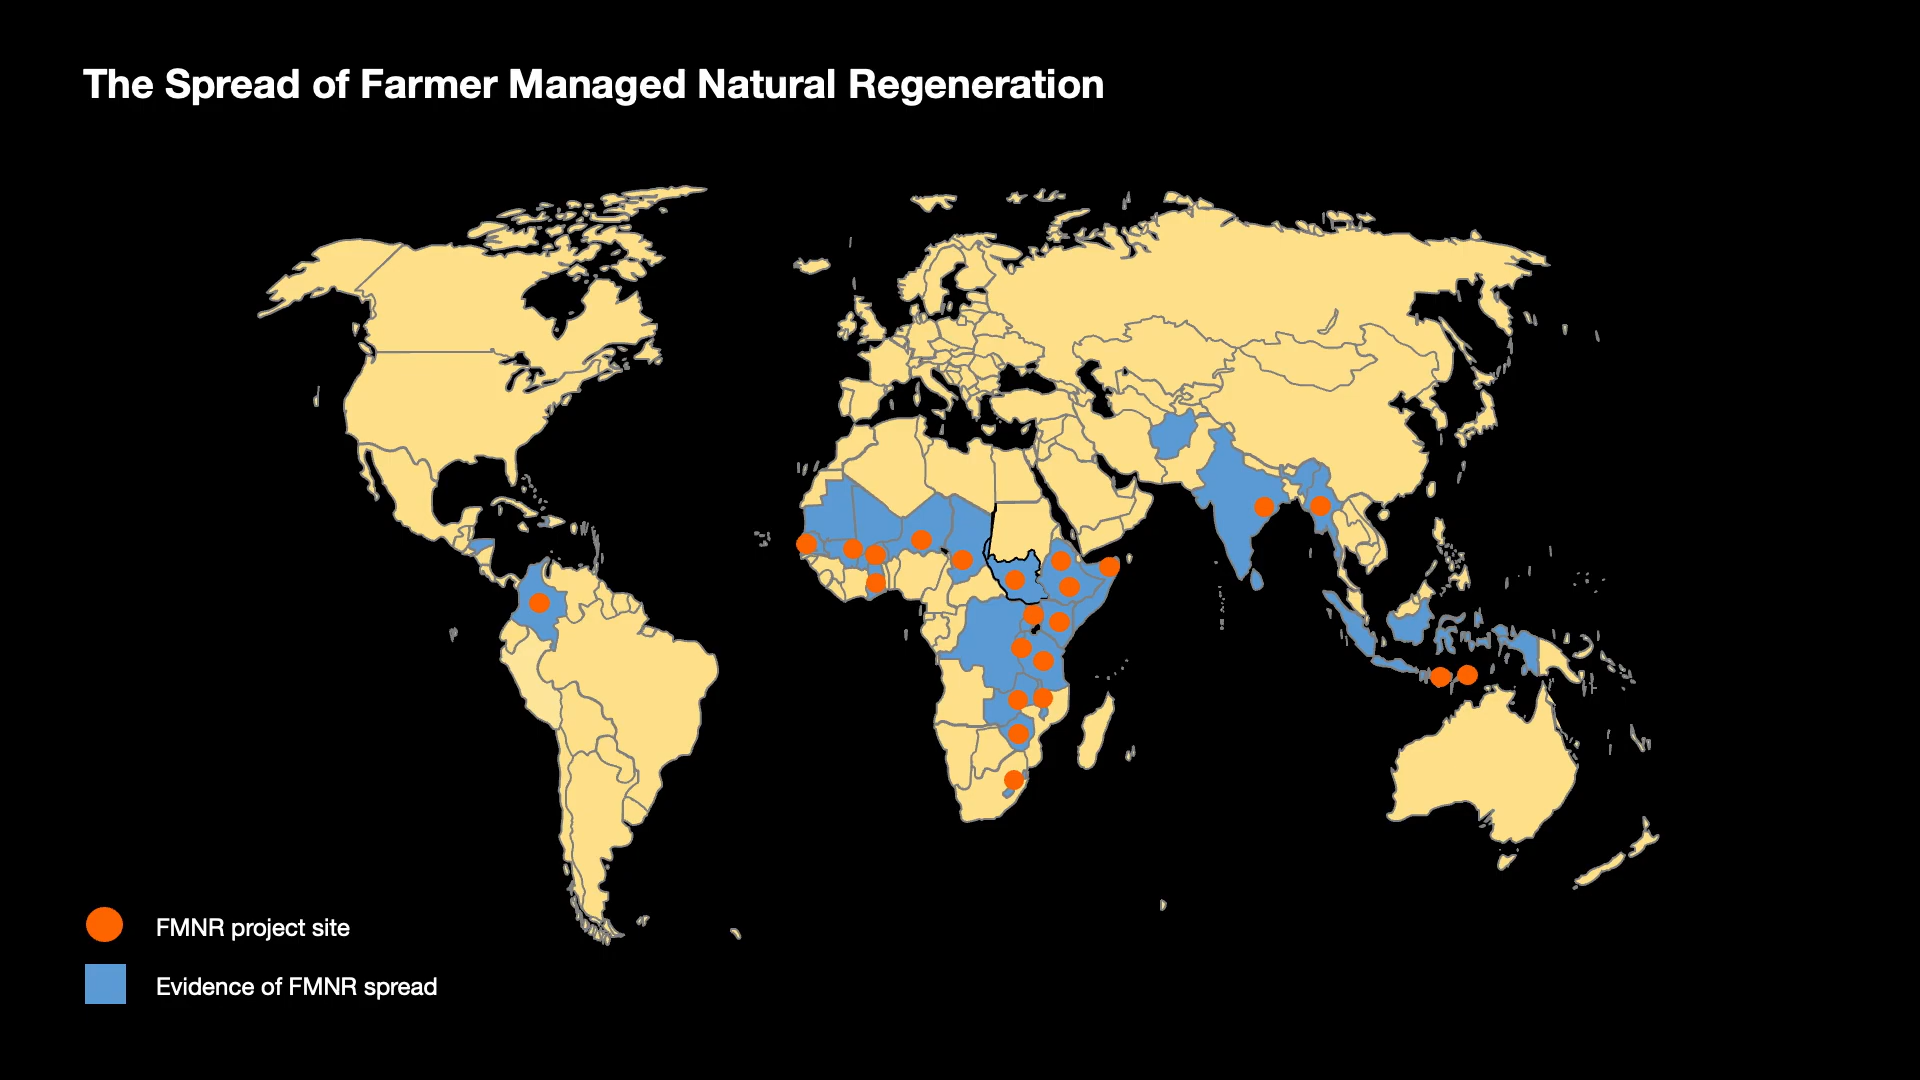 The Spread of Farmer Managed Natural Regeneration
FMNR project site
Evidence of FMNR spread